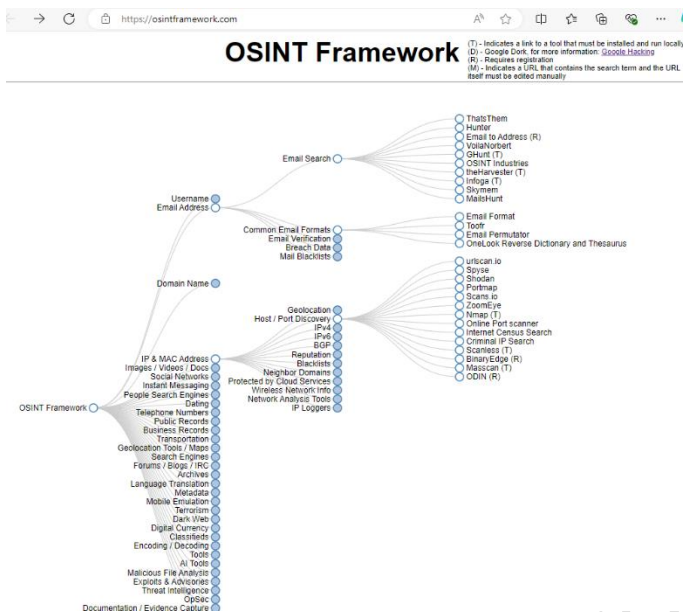 https://osintframework.com
OSINT Framework
(T) - Indicates a link to a tool that must be installed and run locally
(D) - Google Dork, for more information: Google Hacking
(R) - Requires registration
(M) - Indicates a URL that contains the search term and the URL
itself must be edited manually
OSINT Framework
Username
Email Address
Domain Name
IP & MAC Address
Images / Videos / Docs
Social Networks
Instant Messaging
People Search Engines
Dating
Telephone Numbers
Public Records
Business Records
Transportation
Geolocation Tools / Maps
Search Engines
Forums / Blogs / IRC
Archives
Language Translation
Metadata
Mobile Emulation
Terrorism
Dark Web
Digital Currency
Classifieds
Encoding / Decoding
Tools
AI Tools
Malicious File Analysis
Exploits & Advisories
Threat Intelligence
OpSec
Documentation / Evidence Capture
Email Search
Common Email Formats
Email Verification
Breach Data
Mail Blacklists
Geolocation
Host / Port Discovery
IPv4
IPv6
BGP
Reputation
Blacklists
Neighbor Domains
Protected by Cloud Services
Wireless Network Info
Network Analysis Tools
IP Loggers
ThatsThem
Hunter
Email to Address (R)
VoilaNorbert
GHunt (T)
OSINT Industries
theHarvester (T)
Infoga (T)
Skymem
MailsHunt
Email Format
Toofr
Email Permutator
OneLook Reverse Dictionary and Thesaurus
urlscan.io
Spyse
Shodan
Portmap
Scans.io
ZoomEye
Nmap (T)
Online Port scanner
Internet Census Search
Criminal IP Search
Scanless (T)
BinaryEdge (R)
Masscan (T)
ODIN (R)